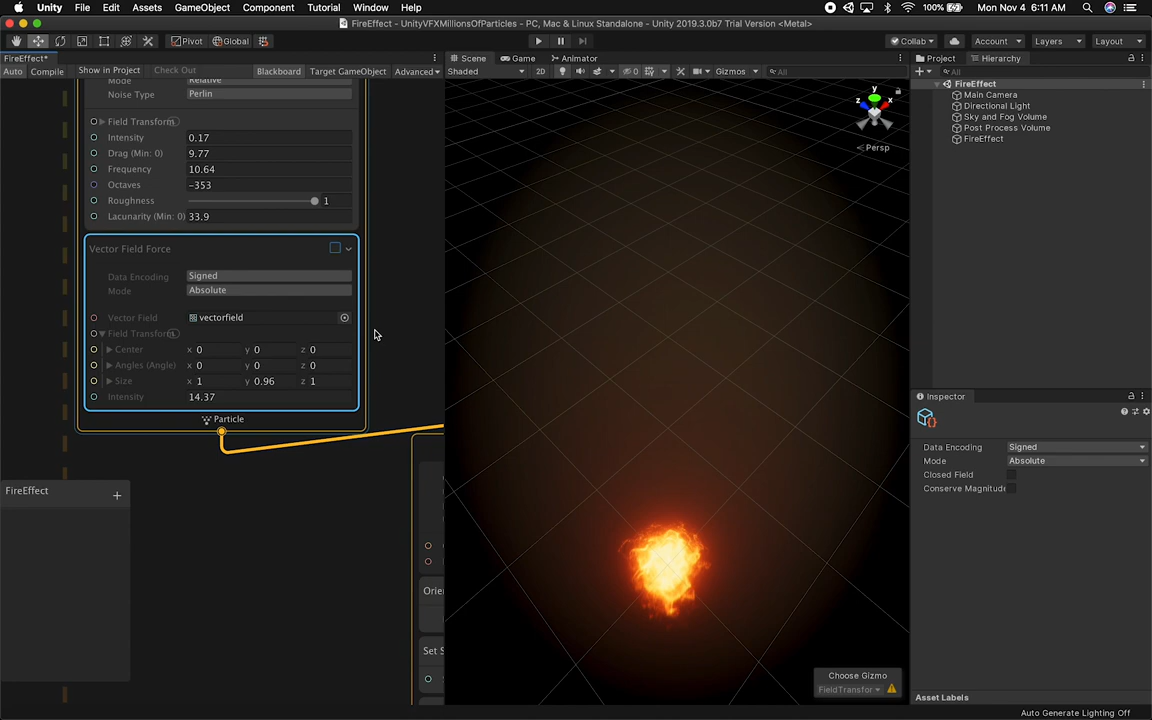 Unity File Edit Assets GameObject Component Tutorial Window Help 100% Mon Nov 4 6:11 AM
FireEffect - UnityVFXMillionsOfParticles - PC, Mac & Linux Standalone - Unity 2019.3.0b7 Trial Version <Metal>
Pivot Global Collab Account Layers Layout
FireEffect* Scene Game Animator Project Hierarchy
Auto Compile Show in Project Check Out Blackboard Target GameObject Advanced Shaded 2D 0 Gizmos All All
Mode Relative
Noise Type Perlin
Field Transform L
Intensity 0.17
Drag (Min: 0) 9.77
Frequency 10.64
Octaves -353
Roughness 1
Lacunarity (Min: 0) 33.9
Vector Field Force
Data Encoding Signed
Mode Absolute
Vector Field vectorfield
Field Transform L
Center x 0 y 0 z 0
Angles (Angle) x 0 y 0 z 0
Size x 1 y 0.96 z 1
Intensity 14.37
Particle
FireEffect +
Orie
Set S
y
z x
Persp
Choose Gizmo
FieldTransfor
FireEffect
Main Camera
Directional Light
Sky and Fog Volume
Post Process Volume
FireEffect
Inspector
Data Encoding Signed
Mode Absolute
Closed Field
Conserve Magnitude
Asset Labels
Auto Generate Lighting Off